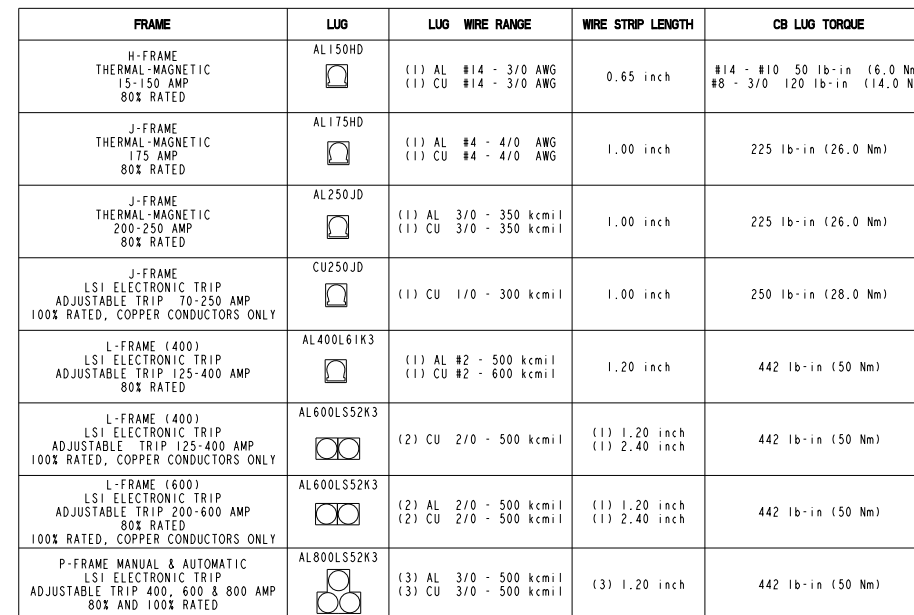 FRAME LUG LUG WIRE RANGE WIRE STRIP LENGTH CB LUG TORQUE
H-FRAME
THERMAL-MAGNETIC
15-150 AMP
80% RATED
AL150HD
(1) AL #14 - 3/0 AWG
(1) CU #14 - 3/0 AWG
0.65 inch
#14 - #10 50 lb-in (6.0 Nm
#8 - 3/0 120 lb-in (14.0 N
J-FRAME
THERMAL-MAGNETIC
175 AMP
80% RATED
AL175HD
(1) AL #4 - 4/0 AWG
(1) CU #4 - 4/0 AWG
1.00 inch
225 lb-in (26.0 Nm)
J-FRAME
THERMAL-MAGNETIC
200-250 AMP
80% RATED
AL250JD
(1) AL 3/0 - 350 kcmil
(1) CU 3/0 - 350 kcmil
1.00 inch
225 lb-in (26.0 Nm)
J-FRAME
LSI ELECTRONIC TRIP
ADJUSTABLE TRIP 70-250 AMP
100% RATED, COPPER CONDUCTORS ONLY
CU250JD
(1) CU 1/0 - 300 kcmil
1.00 inch
250 lb-in (28.0 Nm)
L-FRAME (400)
LSI ELECTRONIC TRIP
ADJUSTABLE TRIP 125-400 AMP
80% RATED
AL400L61K3
(1) AL #2 - 500 kcmil
(1) CU #2 - 600 kcmil
1.20 inch
442 lb-in (50 Nm)
L-FRAME (400)
LSI ELECTRONIC TRIP
ADJUSTABLE TRIP 125-400 AMP
100% RATED, COPPER CONDUCTORS ONLY
AL600LS52K3
(2) CU 2/0 - 500 kcmil
(1) 1.20 inch
(1) 2.40 inch
442 lb-in (50 Nm)
L-FRAME (600)
LSI ELECTRONIC TRIP
ADJUSTABLE TRIP 200-600 AMP
80% RATED
100% RATED, COPPER CONDUCTORS ONLY
AL600LS52K3
(2) AL 2/0 - 500 kcmil
(2) CU 2/0 - 500 kcmil
(1) 1.20 inch
(1) 2.40 inch
442 lb-in (50 Nm)
P-FRAME MANUAL & AUTOMATIC
LSI ELECTRONIC TRIP
ADJUSTABLE TRIP 400, 600 & 800 AMP
80% AND 100% RATED
AL800LS52K3
(3) AL 3/0 - 500 kcmil
(3) CU 3/0 - 500 kcmil
(3) 1.20 inch
442 lb-in (50 Nm)